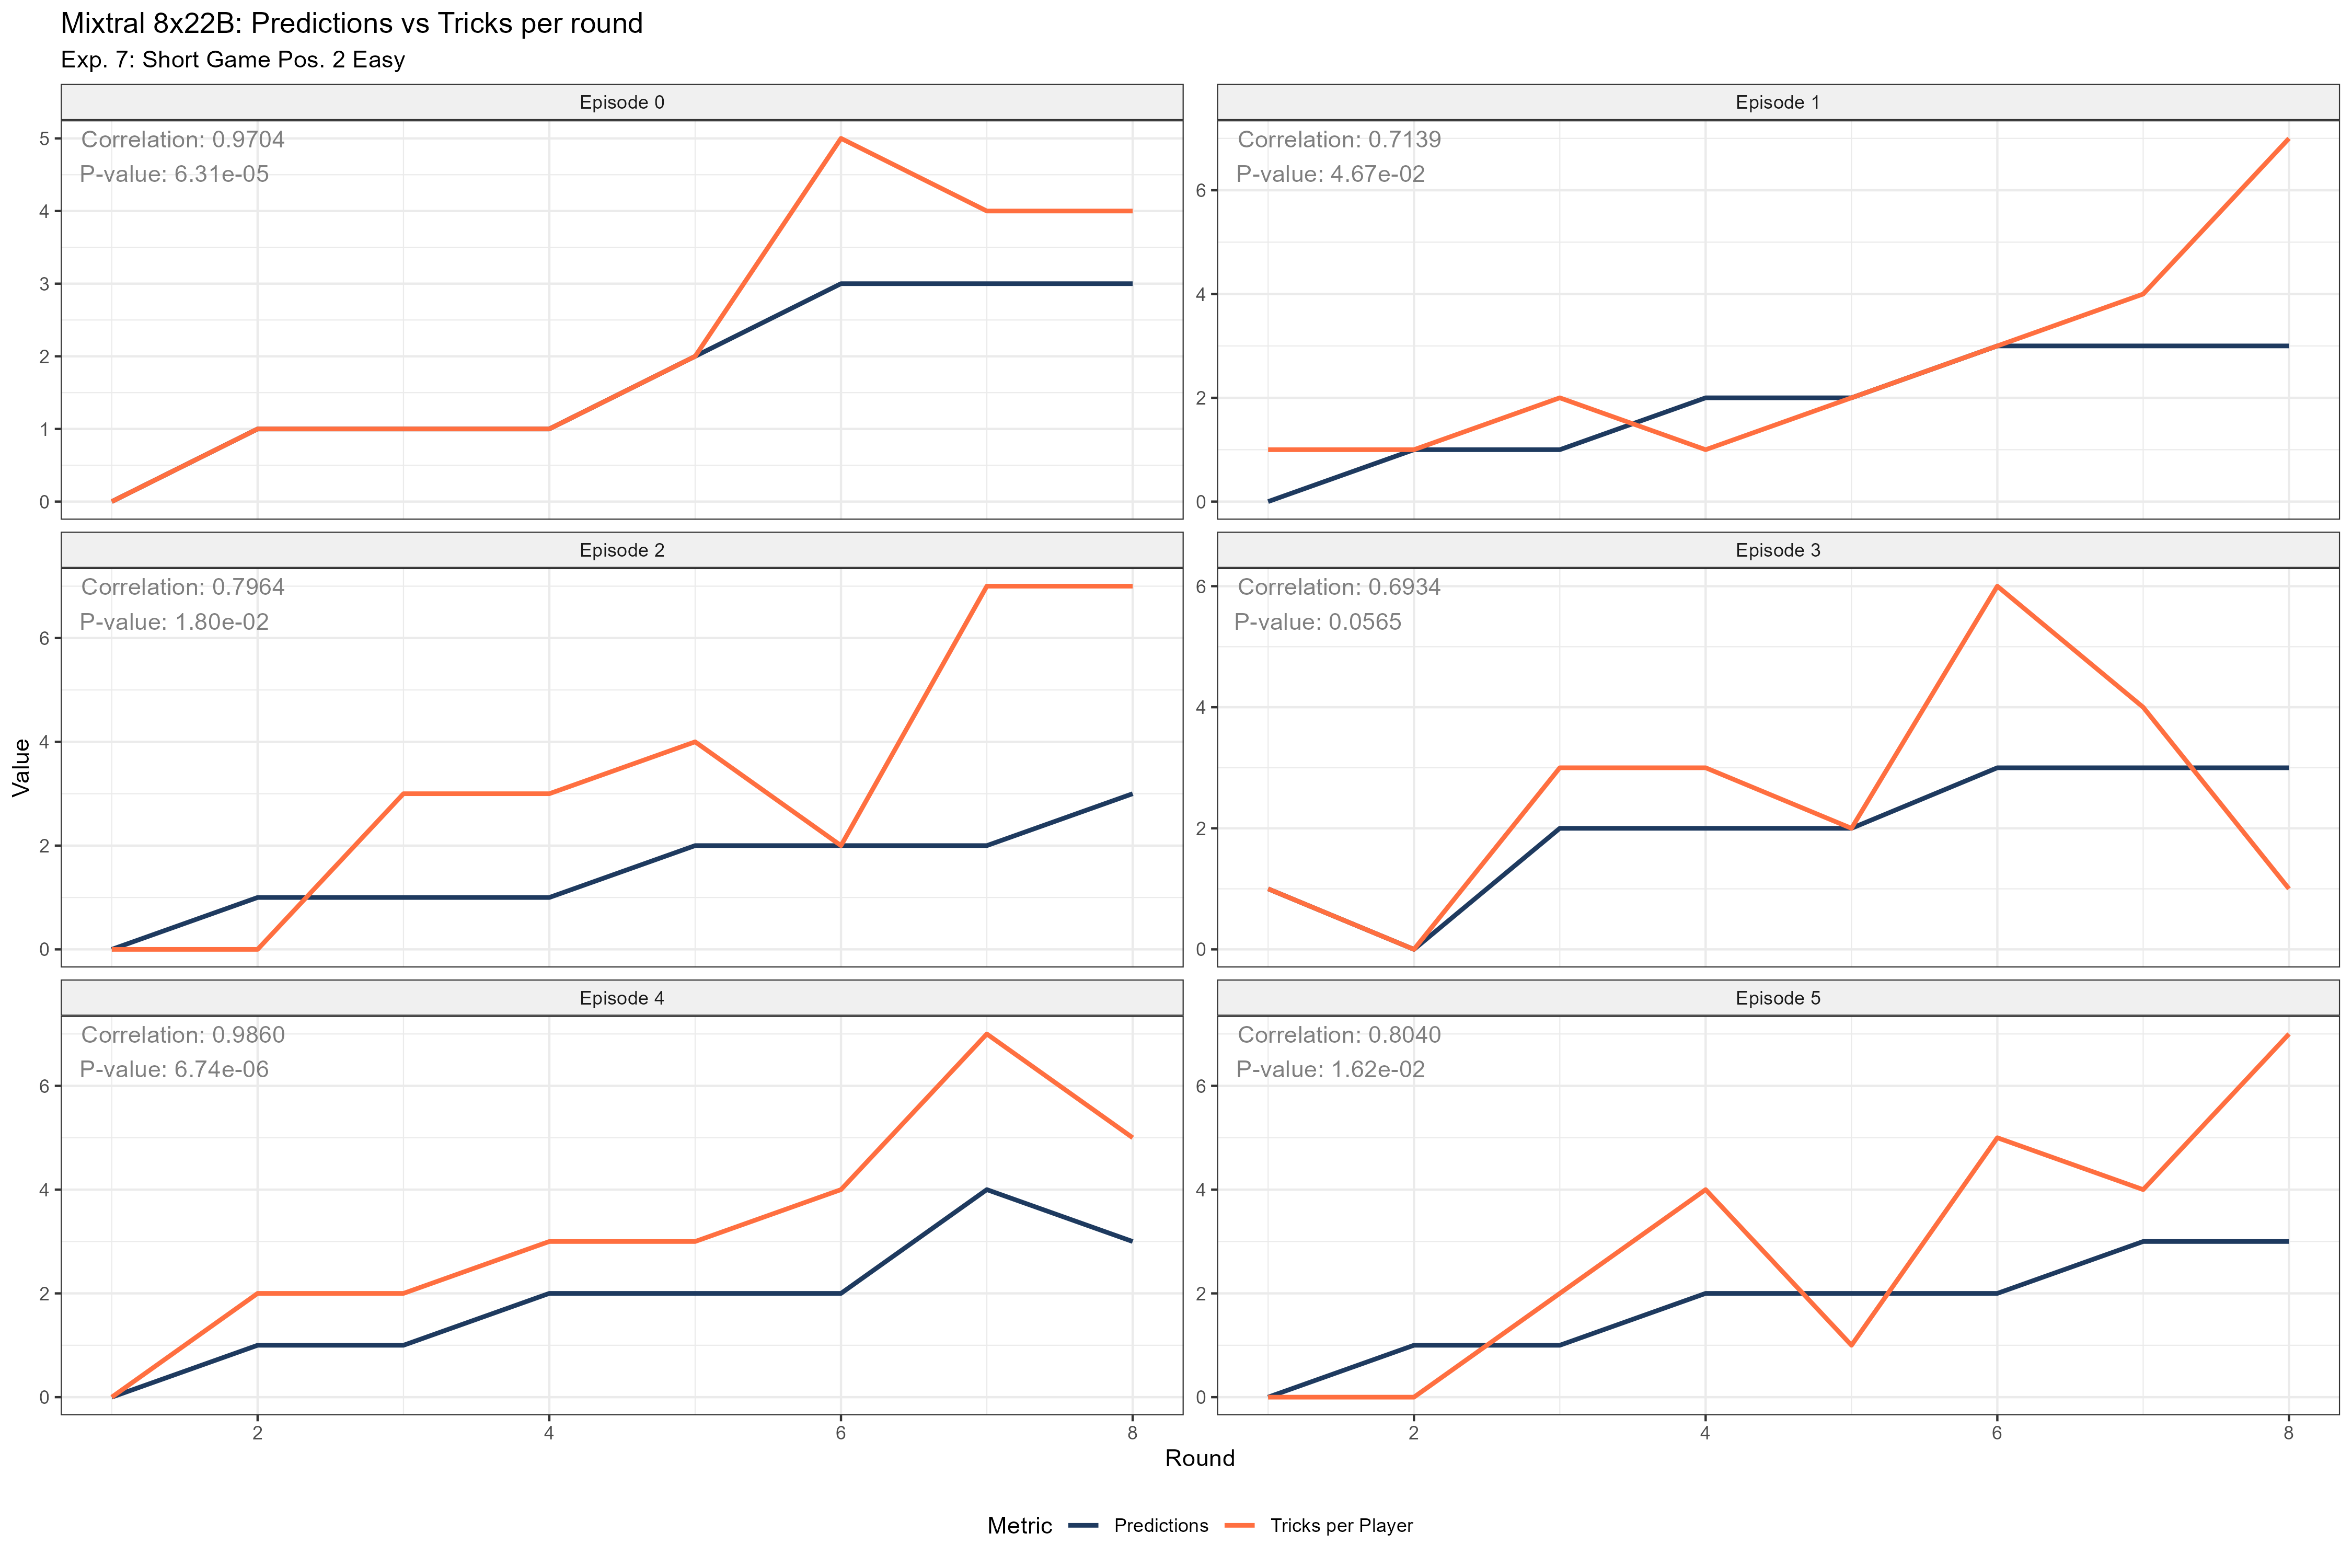 Mixtral 8x22B: Predictions vs Tricks per round
Exp. 7: Short Game Pos. 2 Easy
Episode 0
Correlation: 0.9704
P-value: 6.31e-05
5
4
3
2
1
0
Episode 1
Correlation: 0.7139
P-value: 4.67e-02
6
4
2
0
Episode 2
Correlation: 0.7964
P-value: 1.80e-02
6
4
2
0
Episode 3
Correlation: 0.6934
P-value: 0.0565
6
4
2
0
Value
Episode 4
Correlation: 0.9860
P-value: 6.74e-06
6
4
2
0
2 4 6 8
Episode 5
Correlation: 0.8040
P-value: 1.62e-02
6
4
2
0
2 4 6 8
Round
Metric Predictions Tricks per Player